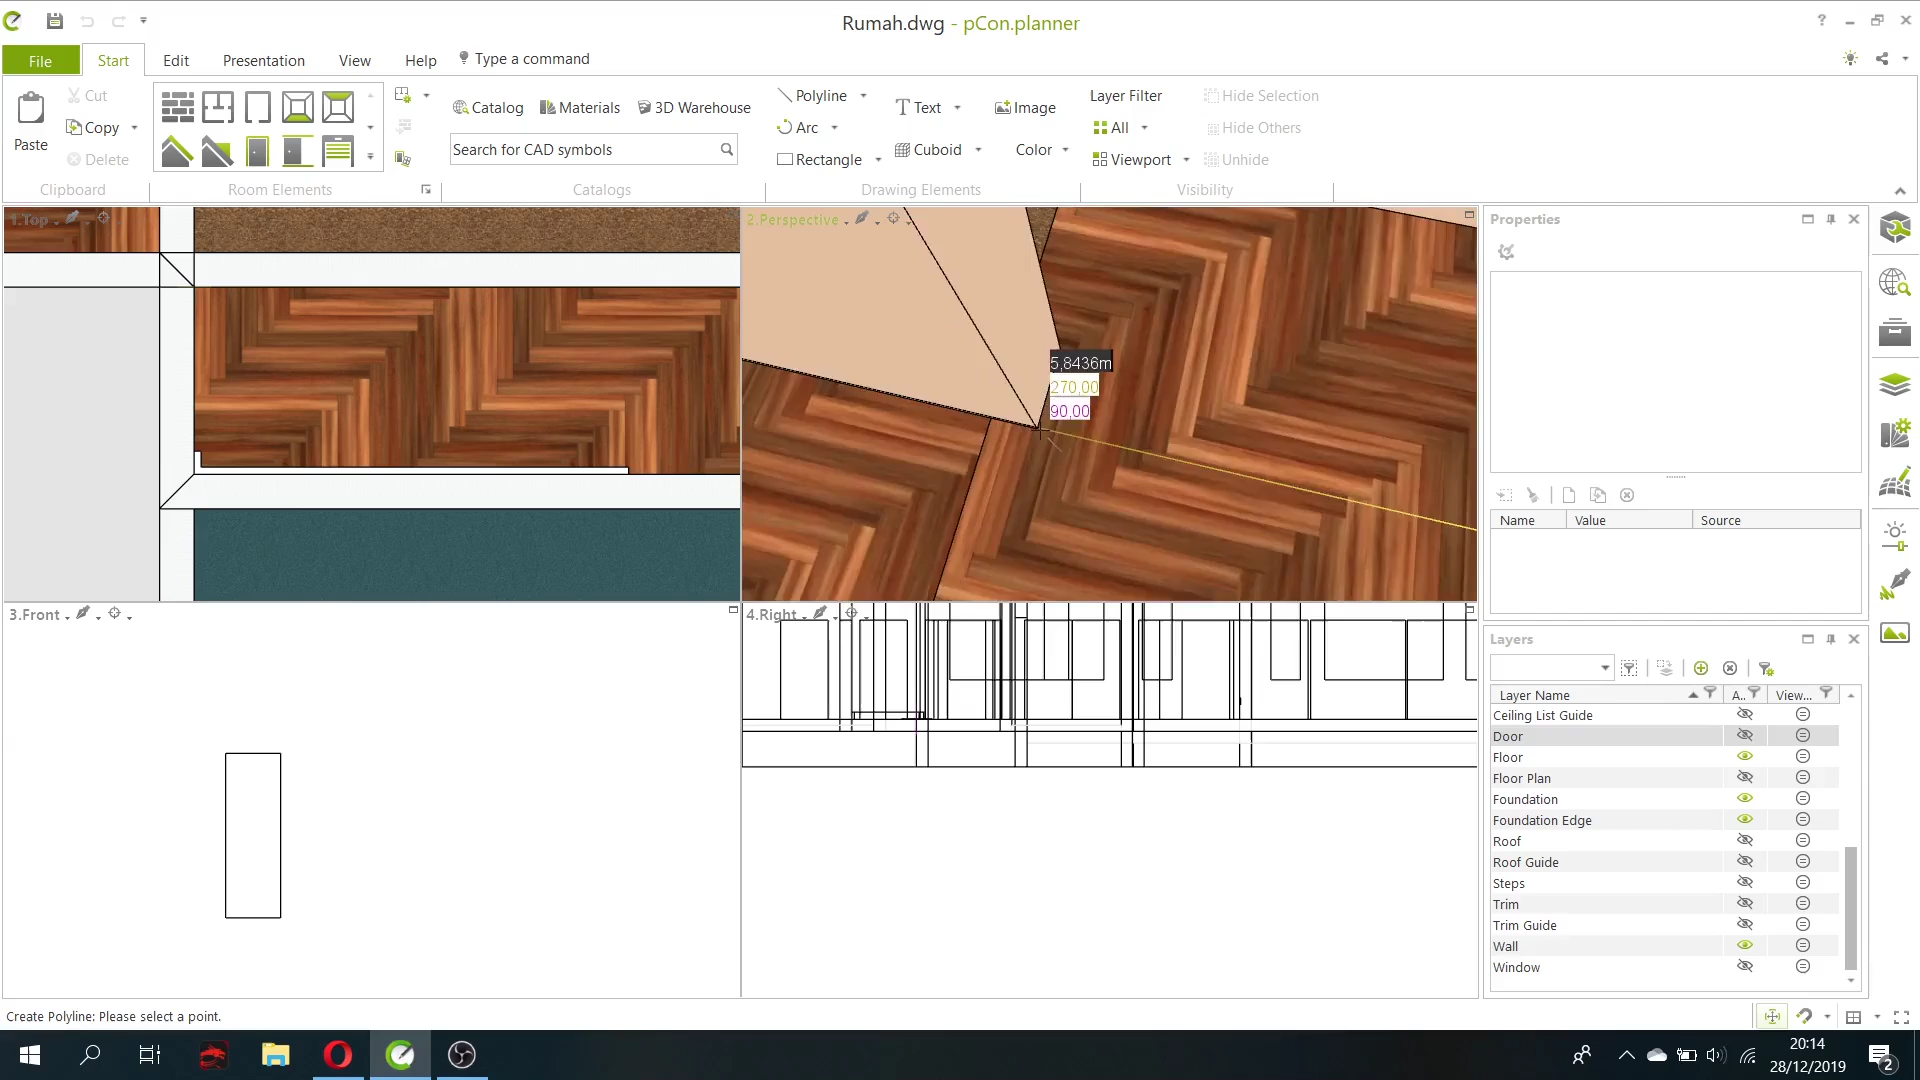 Rumah.dwg - pCon.planner
?
File
Start
Edit
Presentation
View
Help
Type a command
Paste
Cut
Copy
Delete
Clipboard
Room Elements
Catalog
Materials
3D Warehouse
Search for CAD symbols
Catalogs
Polyline
Arc
Rectangle
Text
Cuboid
Image
Color
Drawing Elements
Layer Filter
All
Viewport
Hide Selection
Hide Others
Unhide
Visibility
1.Top
2.Perspective
5,8436m
270,00
90,00
3.Front
4.Right
Properties
Name
Value
Source
Layers
Layer Name
A..
View...
Ceiling List Guide
Door
Floor
Floor Plan
Foundation
Foundation Edge
Roof
Roof Guide
Steps
Trim
Trim Guide
Wall
Window
Create Polyline: Please select a point.
20:14
28/12/2019
2